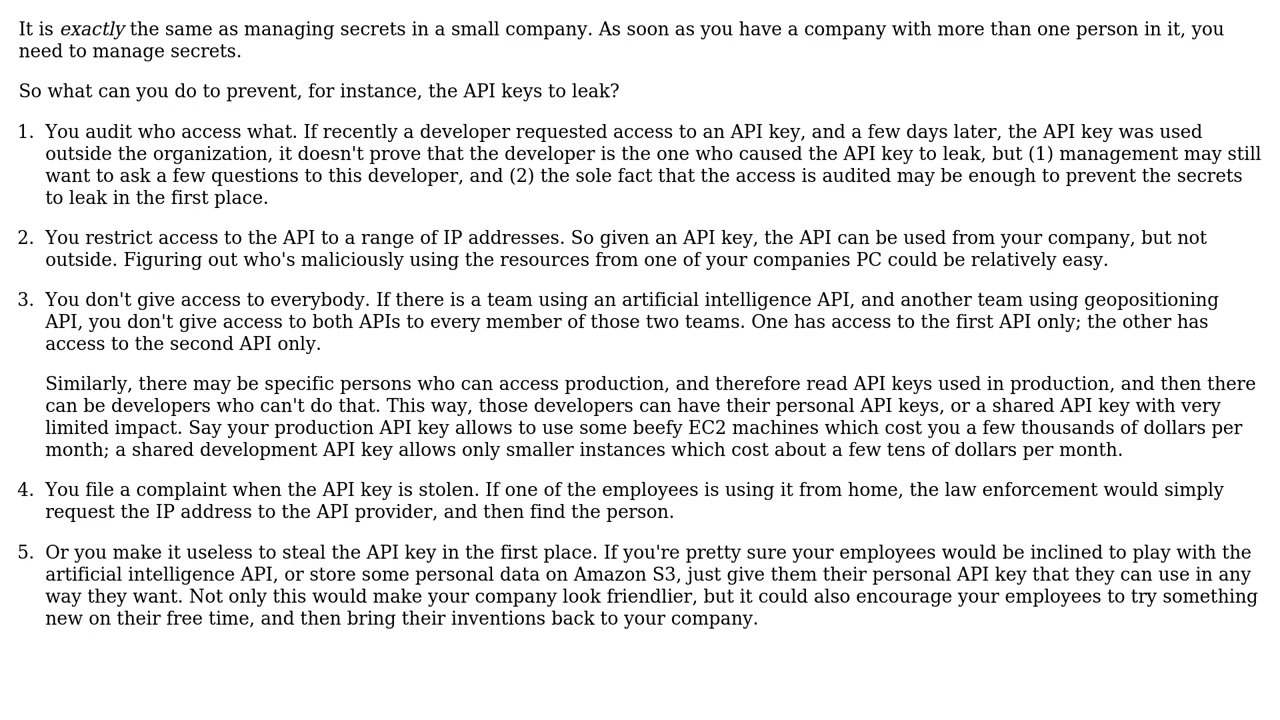 It is exactly the same as managing secrets in a small company. As soon as you have a company with more than one person in it, you
need to manage secrets.
So what can you do to prevent, for instance, the API keys to leak?
1. You audit who access what. If recently a developer requested access to an API key, and a few days later, the API key was used
outside the organization, it doesn't prove that the developer is the one who caused the API key to leak, but (1) management may still
want to ask a few questions to this developer, and (2) the sole fact that the access is audited may be enough to prevent the secrets
to leak in the first place.
2. You restrict access to the API to a range of IP addresses. So given an API key, the API can be used from your company, but not
outside. Figuring out who's maliciously using the resources from one of your companies PC could be relatively easy.
3. You don't give access to everybody. If there is a team using an artificial intelligence API, and another team using geopositioning
API, you don't give access to both APIs to every member of those two teams. One has access to the first API only; the other has
access to the second API only.
Similarly, there may be specific persons who can access production, and therefore read API keys used in production, and then there
can be developers who can't do that. This way, those developers can have their personal API keys, or a shared API key with very
limited impact. Say your production API key allows to use some beefy EC2 machines which cost you a few thousands of dollars per
month; a shared development API key allows only smaller instances which cost about a few tens of dollars per month.
4. You file a complaint when the API key is stolen. If one of the employees is using it from home, the law enforcement would simply
request the IP address to the API provider, and then find the person.
5. Or you make it useless to steal the API key in the first place. If you're pretty sure your employees would be inclined to play with the
artificial intelligence API, or store some personal data on Amazon S3, just give them their personal API key that they can use in any
way they want. Not only this would make your company look friendlier, but it could also encourage your employees to try something
new on their free time, and then bring their inventions back to your company.